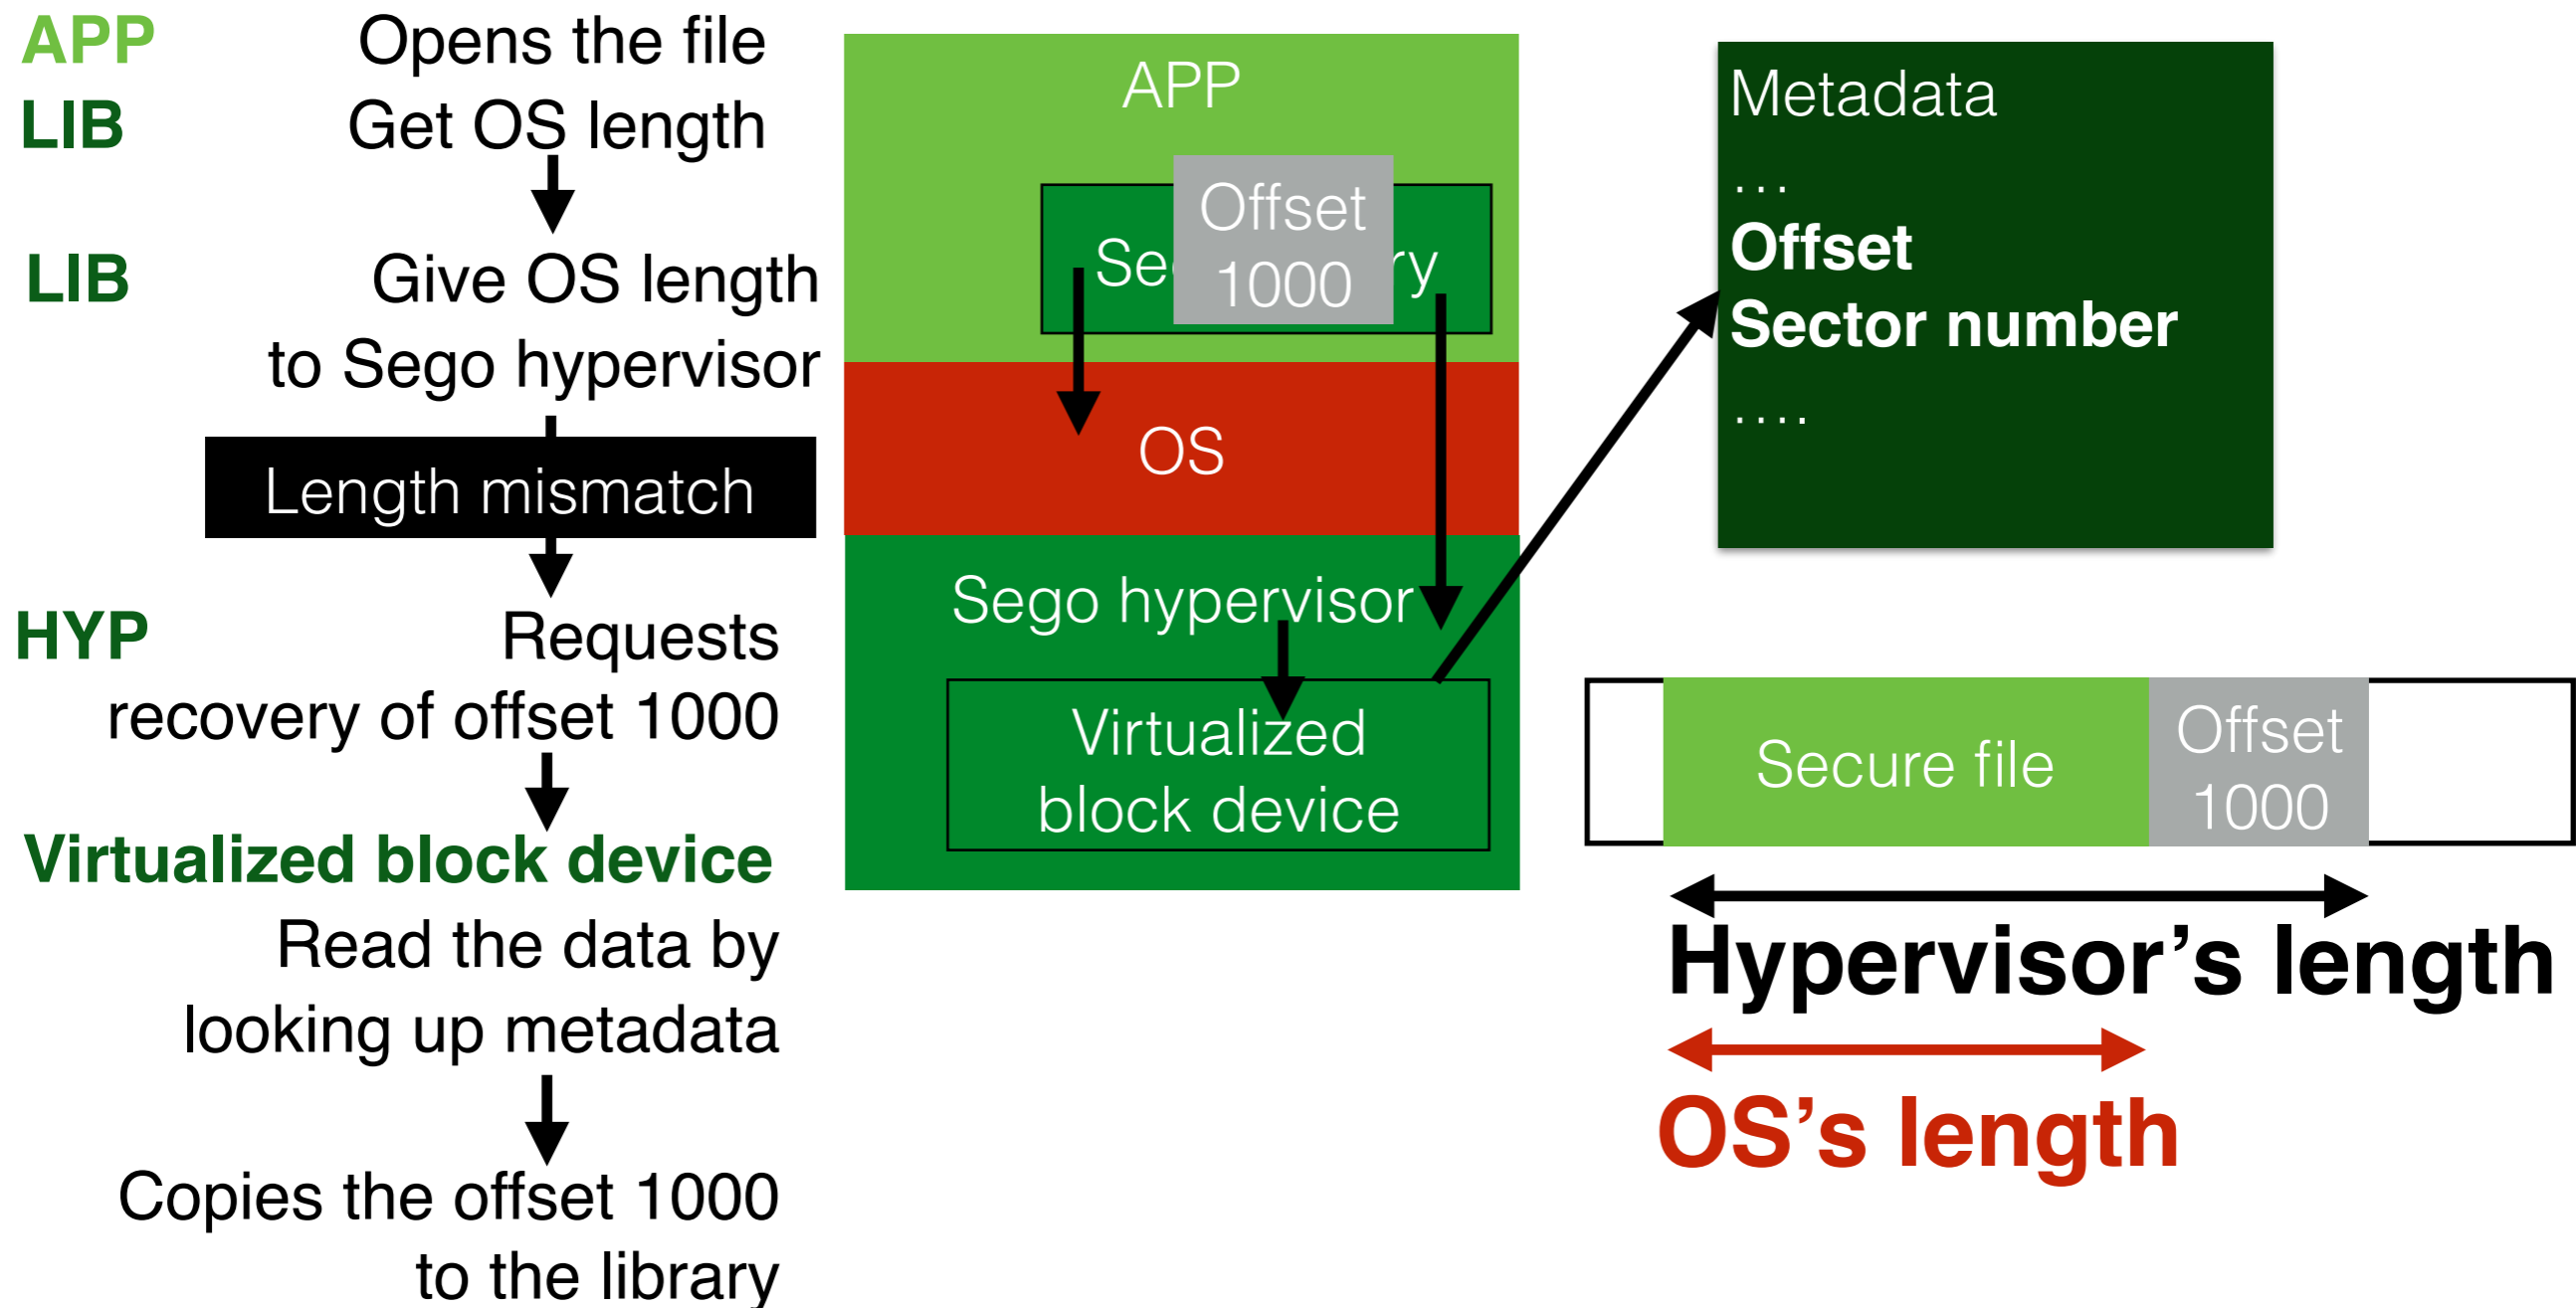 APP Opens the file
LIB Get OS length
LIB Give OS length
to Sego hypervisor
Length mismatch
HYP Requests
recovery of offset 1000
Virtualized block device
Read the data by
looking up metadata
Copies the offset 1000
to the library
APP
Offset
1000
OS
Sego hypervisor
Virtualized
block device
Metadata
...
Offset
Sector number
....
Secure file
Offset
1000
Hypervisor’s length
OS’s length